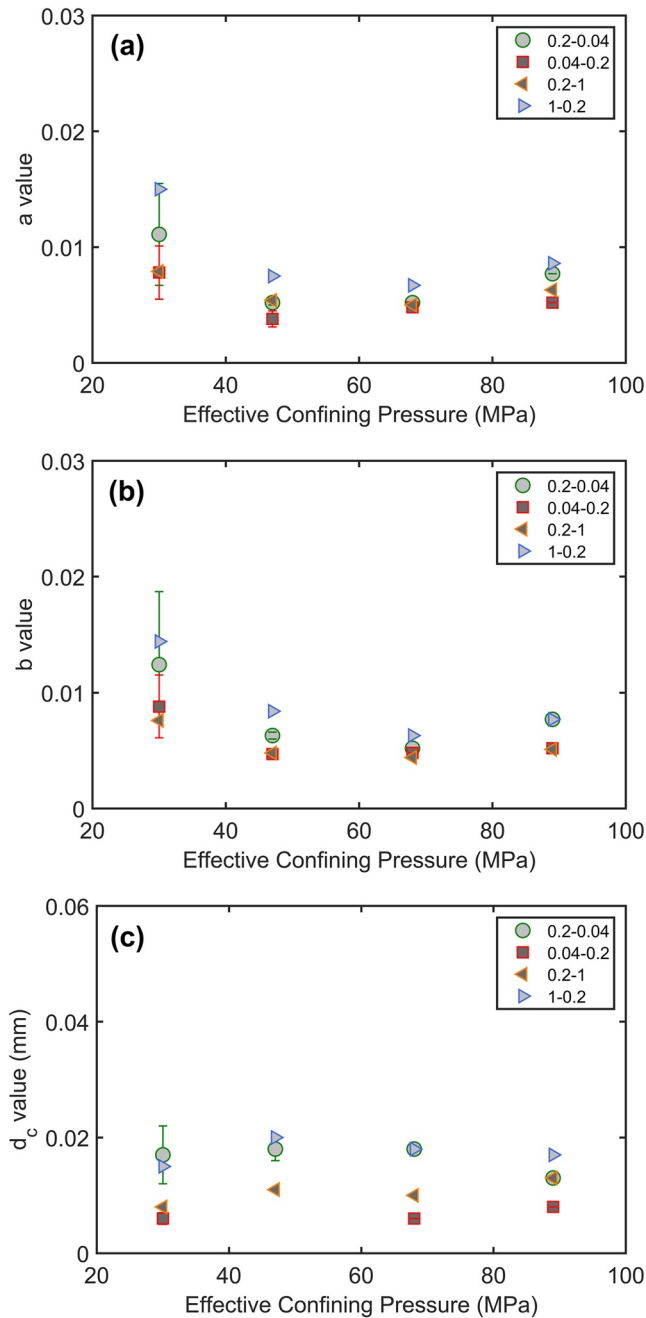 0.03
(a)
0.2-0.04
0.04-0.2
0.2-1
1-0.2
0.02
a value
0.01
0
20 40 60 80 100
Effective Confining Pressure (MPa)
0.03
(b)
0.2-0.04
0.04-0.2
0.2-1
1-0.2
0.02
b value
0.01
0
20 40 60 80 100
Effective Confining Pressure (MPa)
0.06
(c)
0.2-0.04
0.04-0.2
0.2-1
1-0.2
0.04
d_c value (mm)
0.02
0
20 40 60 80 100
Effective Confining Pressure (MPa)